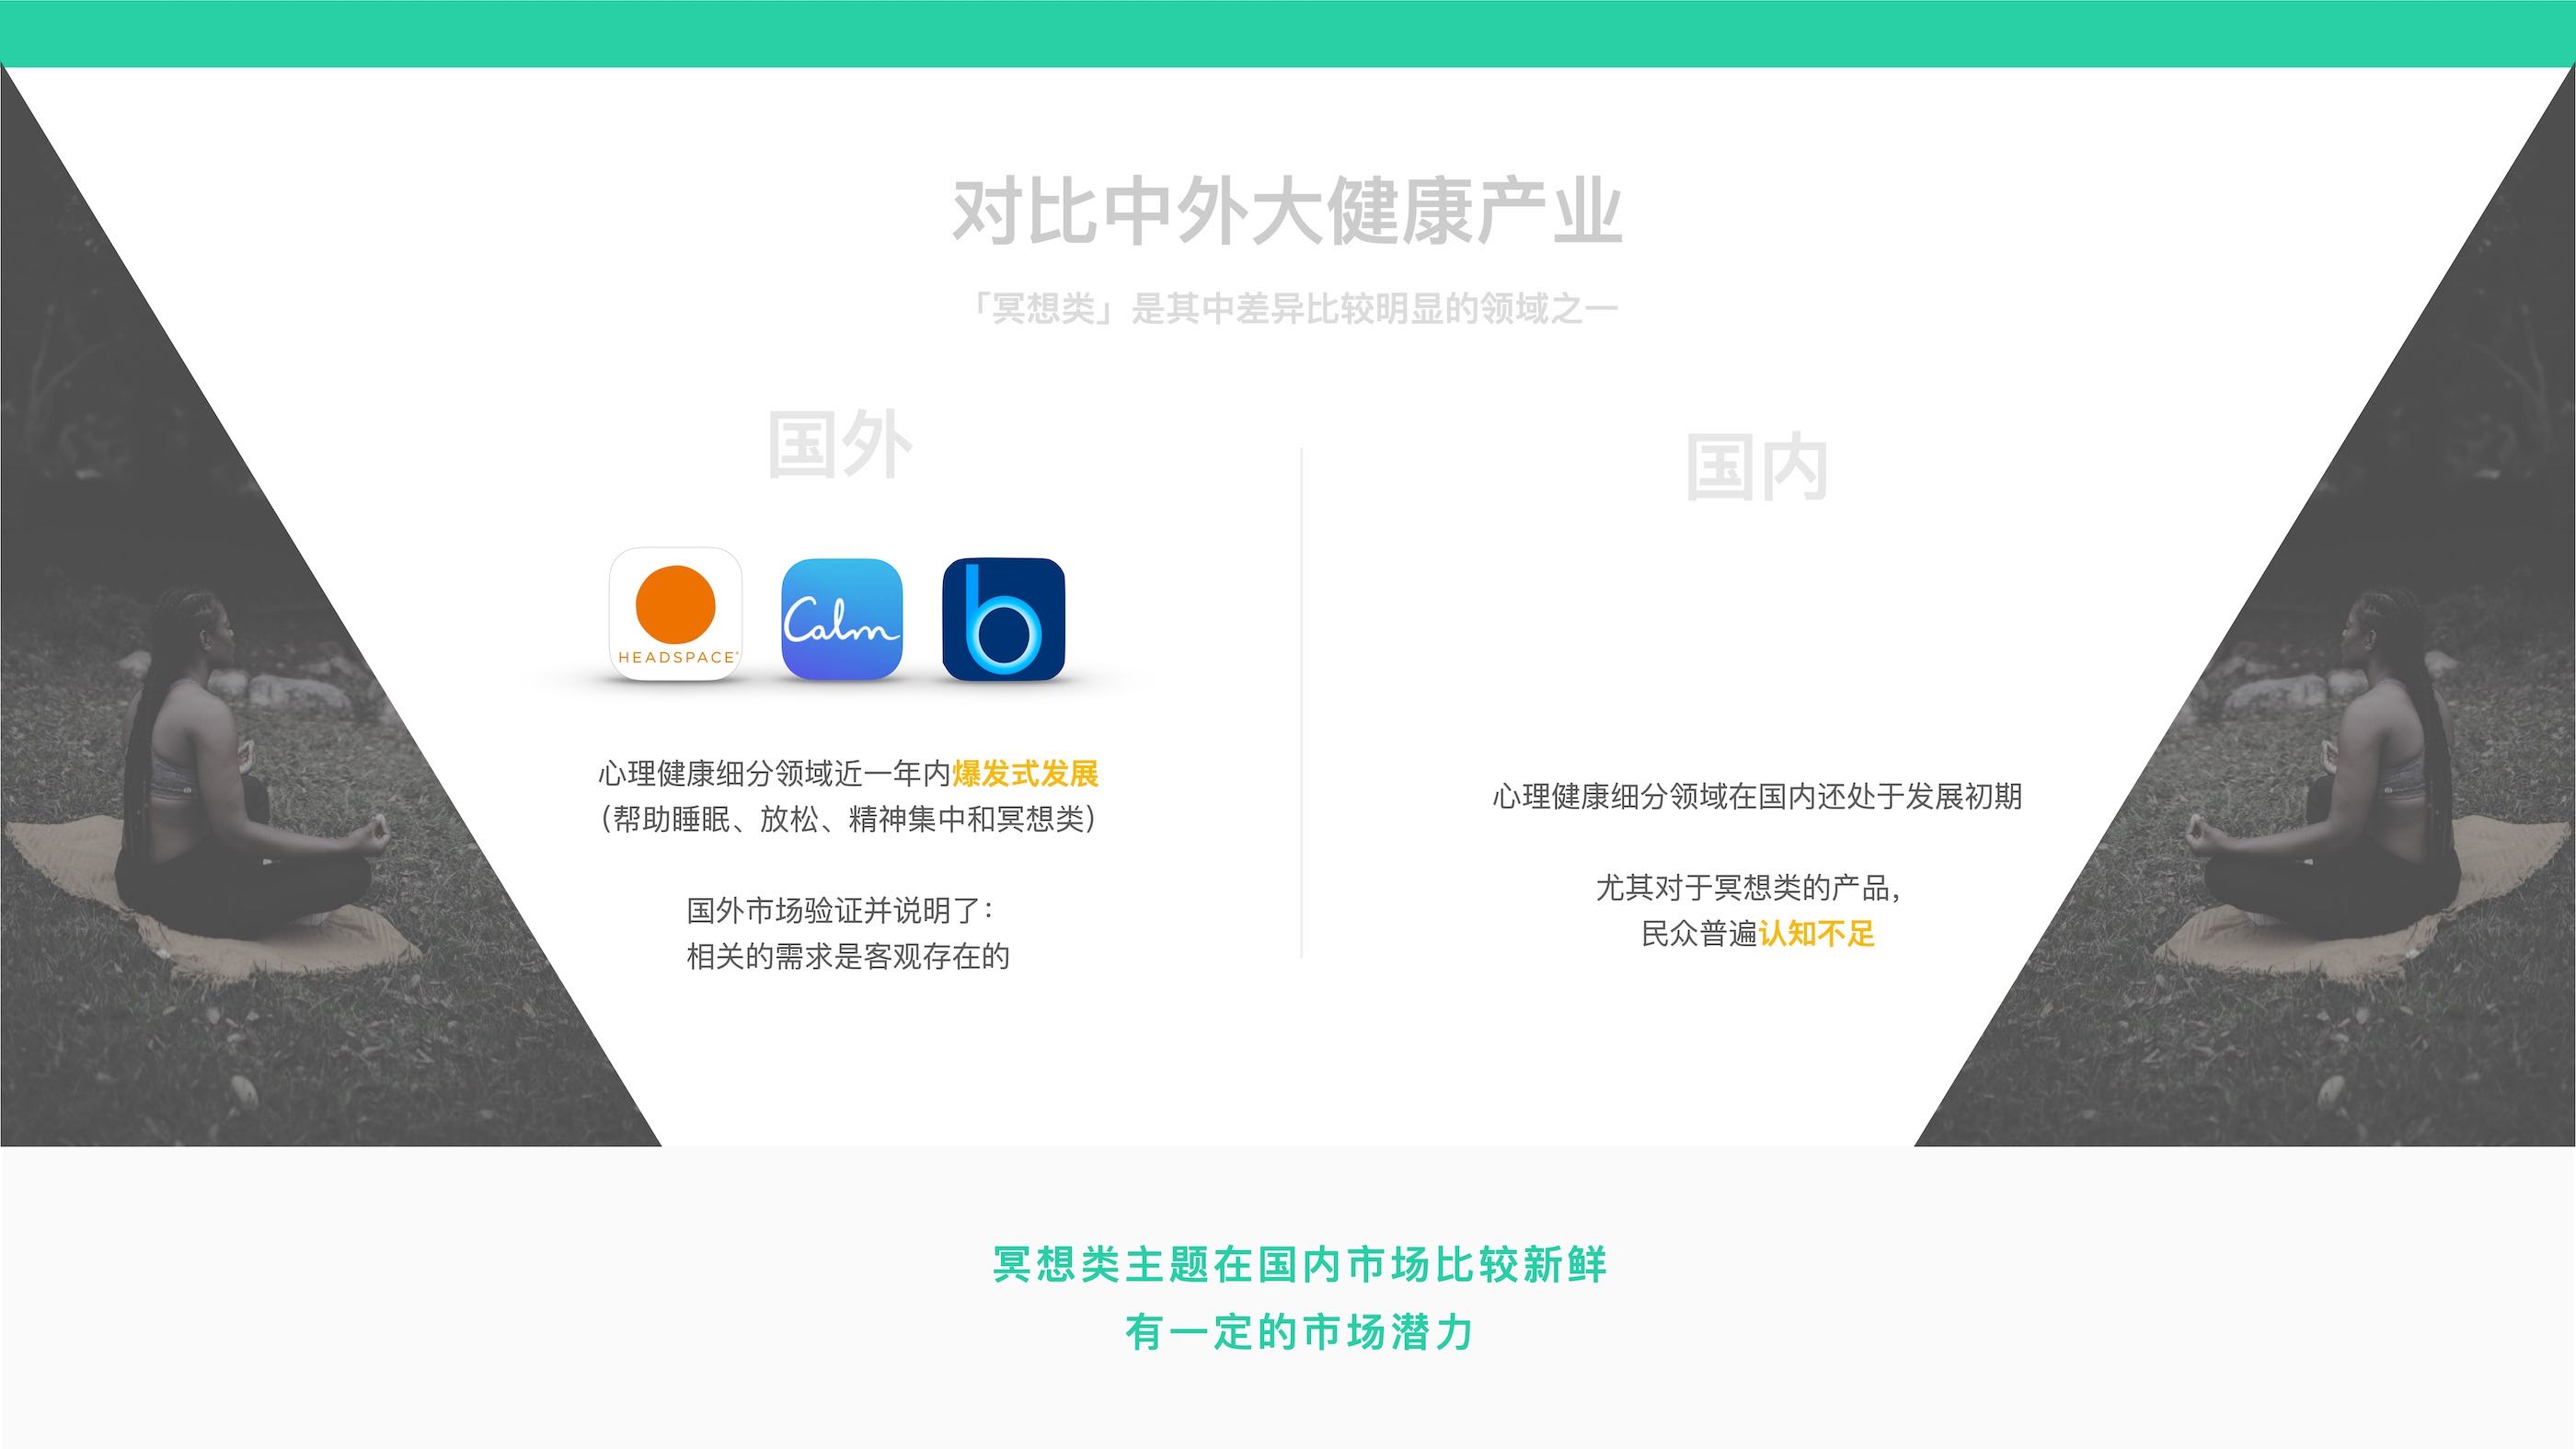 对比中外大健康产业
「冥想类」是其中差异比较明显的领域之一
国外
HEADSPACE
Calm
b
心理健康细分领域近一年内爆发式发展
（帮助睡眠、放松、精神集中和冥想类）
国外市场验证并说明了：
相关的需求是客观存在的
国内
心理健康细分领域在国内还处于发展初期
尤其对于冥想类的产品，
民众普遍认知不足
冥想类主题在国内市场比较新鲜
有一定的市场潜力